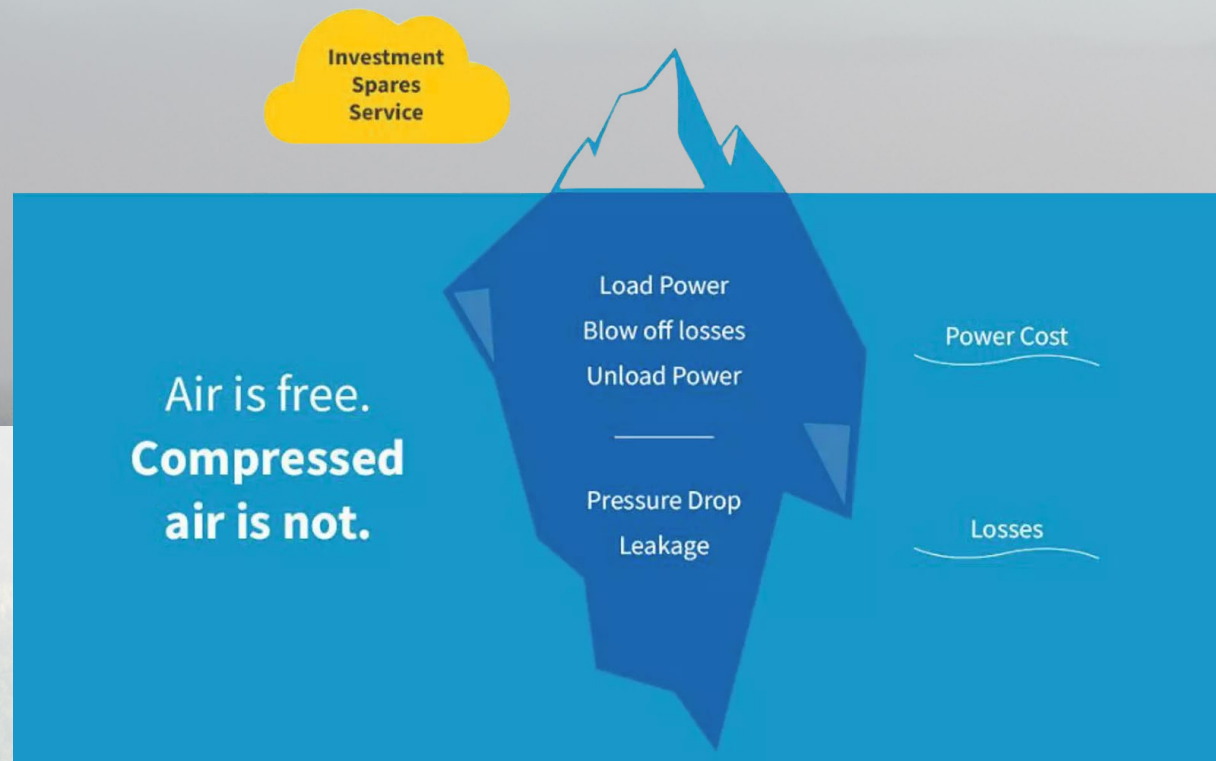 Investment
Spares
Service
Air is free.
Compressed
air is not.
Load Power
Blow off losses
Unload Power
Pressure Drop
Leakage
Power Cost
Losses